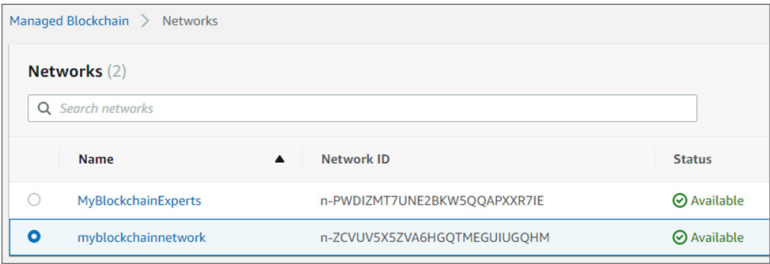 Managed Blockchain > Networks
Networks (2)
Search networks
Name Network ID Status
MyBlockchainExperts n-PWDIZMT7UNE2BKW5QQAPXXR7IE Available
myblockchainnetwork n-ZCVUV5X5ZVA6HGQTMEGUIUGQHM Available